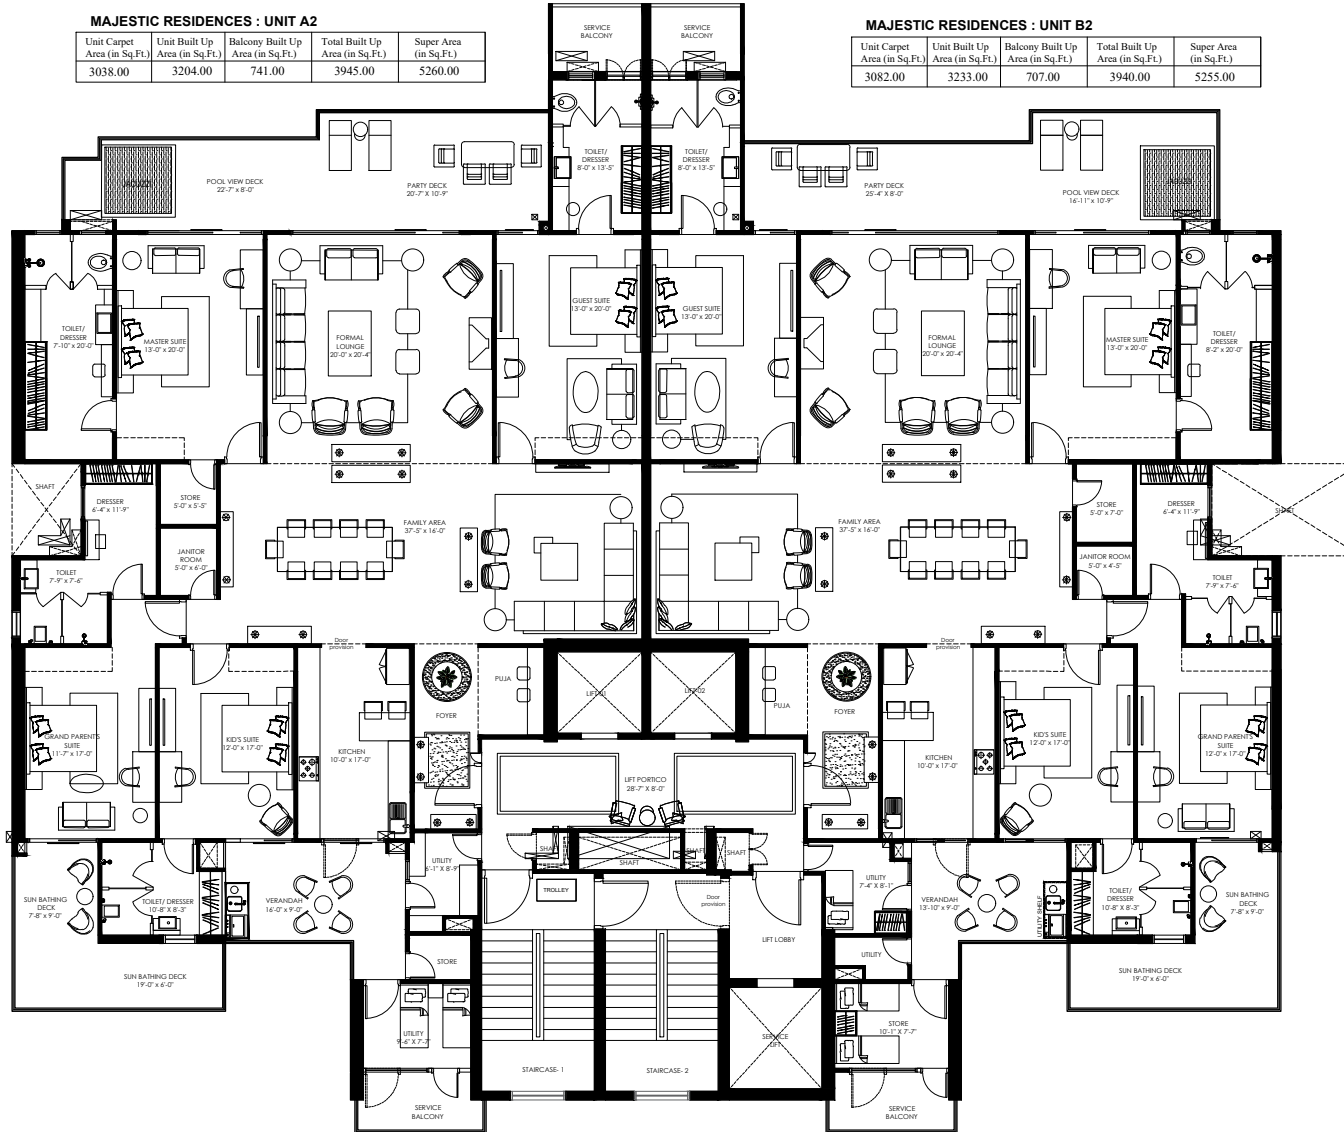 MAJESTIC RESIDENCES : UNIT A2
Unit Carpet Area (in Sq.Ft.)
Unit Built Up Area (in Sq.Ft.)
Balcony Built Up Area (in Sq.Ft.)
Total Built Up Area (in Sq.Ft.)
Super Area (in Sq.Ft.)
3038.00 3204.00 741.00 3945.00 5260.00
MAJESTIC RESIDENCES : UNIT B2
Unit Carpet Area (in Sq.Ft.)
Unit Built Up Area (in Sq.Ft.)
Balcony Built Up Area (in Sq.Ft.)
Total Built Up Area (in Sq.Ft.)
Super Area (in Sq.Ft.)
3082.00 3233.00 707.00 3940.00 5255.00
SERVICE
BALCONY
SERVICE
BALCONY
TOILET/
DRESSER
8'-0" x 13'-5"
TOILET/
DRESSER
8'-0" x 13'-5"
JACUZZI
POOL VIEW DECK
22'-7" x 8'-0"
PARTY DECK
20'-7" X 10'-9"
PARTY DECK
25'-4" X 8'-0"
POOL VIEW DECK
16'-11" x 10'-9"
JACUZZI
TOILET/
DRESSER
7'-10" x 20'-0"
MASTER SUITE
13'-0" x 20'-0"
FORMAL
LOUNGE
20'-0" x 20'-4"
GUEST SUITE
13'-0" x 20'-0"
GUEST SUITE
13'-0" x 20'-0"
FORMAL
LOUNGE
20'-0" x 20'-4"
MASTER SUITE
13'-0" x 20'-0"
TOILET/
DRESSER
8'-2" x 20'-0"
SHAFT
DRESSER
6'-4" x 11'-9"
STORE
5'-0" x 5'-5"
JANITOR
ROOM
5'-0" x 6'-0"
FAMILY AREA
37'-5" x 16'-0"
FAMILY AREA
37'-5" x 16'-0"
STORE
5'-0" x 7'-0"
JANITOR ROOM
5'-0" x 4'-5"
DRESSER
6'-4" x 11'-9"
SHAFT
TOILET
7'-9" x 7'-6"
TOILET
7'-9" x 7'-6"
Door
provision
Door
provision
GRAND PARENT'S
SUITE
11'-7" x 17'-0"
KID'S SUITE
12'-0" x 17'-0"
KITCHEN
10'-0" x 17'-0"
FOYER
PUJA
LIFT-01
LIFT-02
PUJA
FOYER
KITCHEN
10'-0" x 17'-0"
KID'S SUITE
12'-0" x 17'-0"
GRAND PARENT'S
SUITE
12'-0" x 17'-0"
LIFT PORTICO
28'-7" X 8'-0"
SHAFT
SHAFT
SHAFT
SHAFT
SUN BATHING
DECK
7'-8" x 9'-0"
TOILET/ DRESSER
10'-8" X 8'-3"
VERANDAH
16'-0" x 9'-0"
UTILITY
6'-1" X 8'-9"
TROLLEY
Door
provision
LIFT LOBBY
UTILITY
7'-4" X 8'-1"
VERANDAH
13'-10" x 9'-0"
UTILITY SHELF
TOILET/
DRESSER
10'-8" X 8'-3"
SUN BATHING
DECK
7'-8" x 9'-0"
SUN BATHING DECK
19'-0" x 6'-0"
STORE
UTILITY
SUN BATHING DECK
19'-0" x 6'-0"
UTILITY
9'-6" X 7'-7"
STAIRCASE- 1
STAIRCASE- 2
SERVICE
LIFT
STORE
10'-1" X 7'-7"
SERVICE
BALCONY
SERVICE
BALCONY